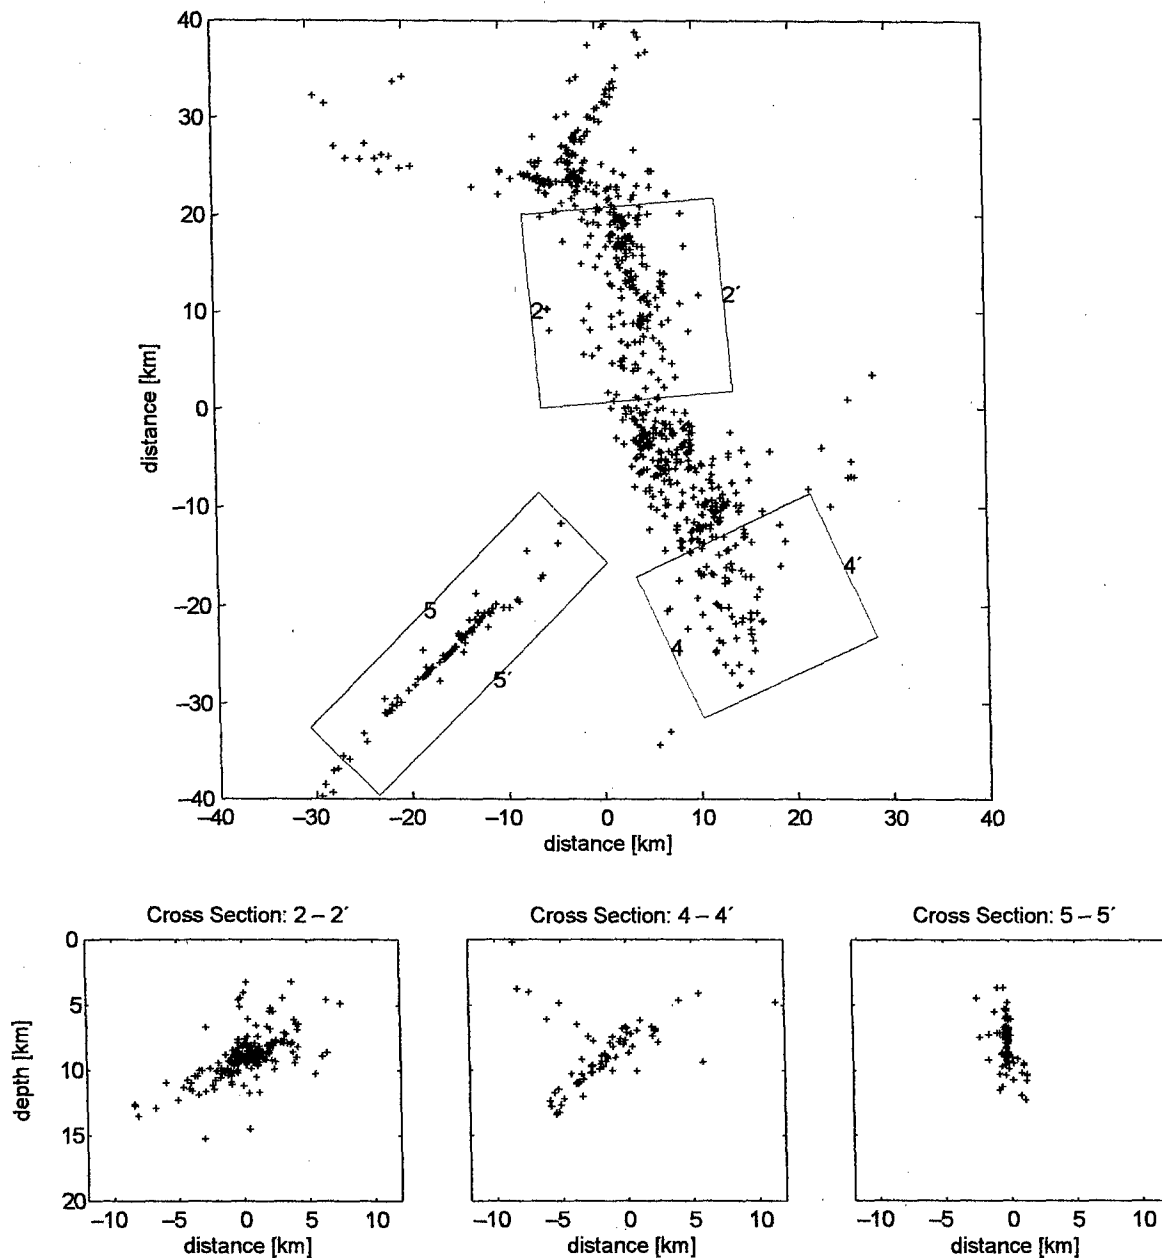 40
30
20
10
0
–10
–20
–30
–40
distance [km]
2
2´
4
4´
5
5´
–40 –30 –20 –10 0 10 20 30 40
distance [km]
Cross Section: 2 – 2´
Cross Section: 4 – 4´
Cross Section: 5 – 5´
0
5
10
15
20
depth [km]
–10 –5 0 5 10
–10 –5 0 5 10
–10 –5 0 5 10
distance [km]
distance [km]
distance [km]